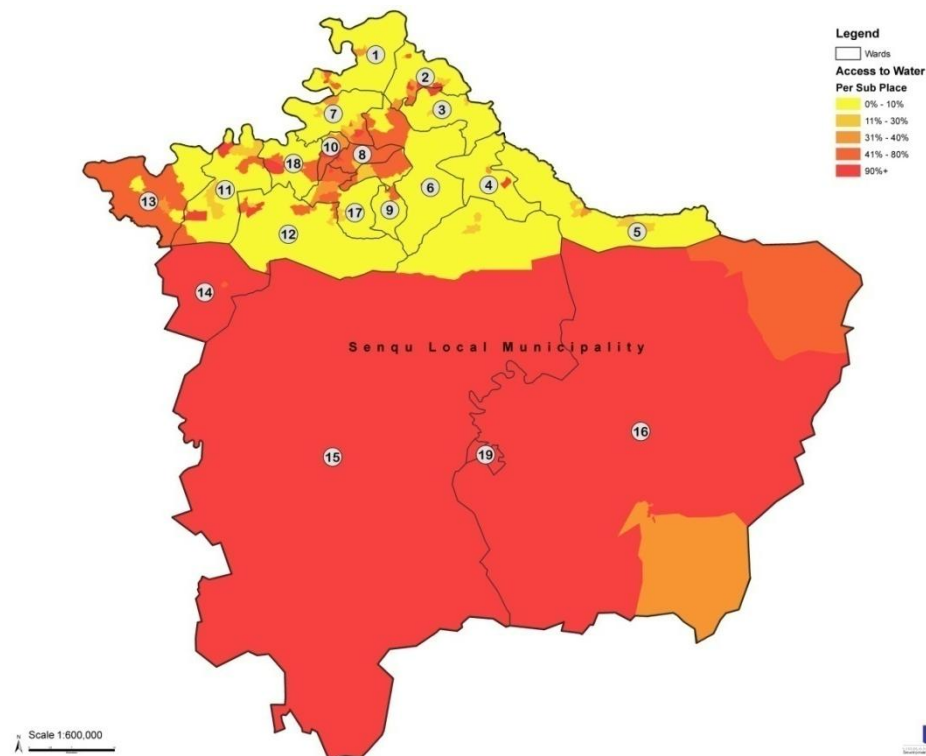 Legend
Wards
Access to Water
Per Sub Place
0% - 10%
11% - 30%
31% - 40%
41% - 80%
90%+
1
2
3
7
10
8
18
4
6
11
13
17
9
5
12
14
Senqu Local Municipality
16
15
19
N
Scale 1:600,000